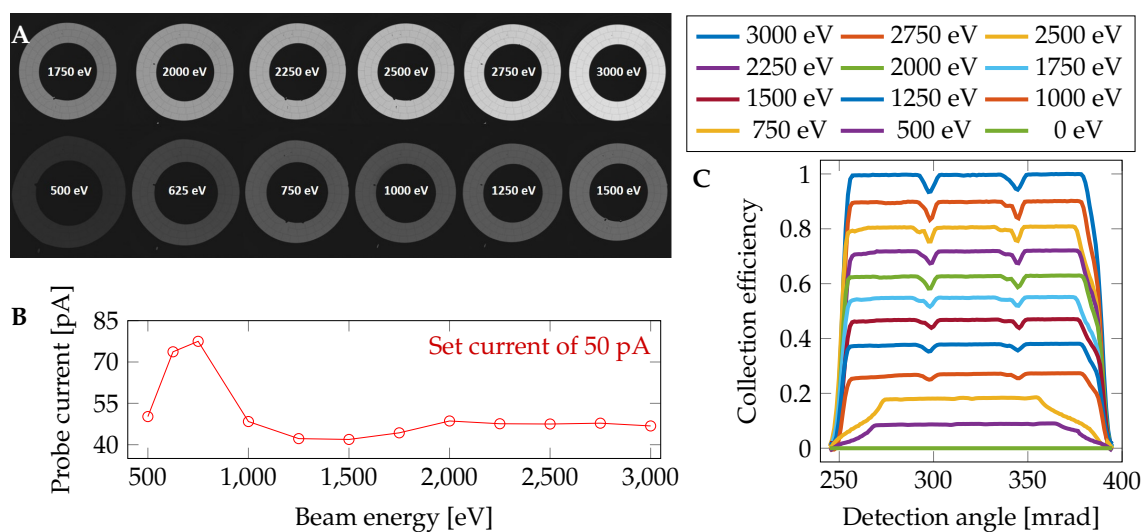 A
1750 eV 2000 eV 2250 eV 2500 eV 2750 eV 3000 eV
500 eV 625 eV 750 eV 1000 eV 1250 eV 1500 eV
B
Probe current [pA]
85
70
55
40
Set current of 50 pA
500 1,000 1,500 2,000 2,500 3,000
Beam energy [eV]
3000 eV 2750 eV 2500 eV
2250 eV 2000 eV 1750 eV
1500 eV 1250 eV 1000 eV
750 eV 500 eV 0 eV
C
Collection efficiency
1
0.8
0.6
0.4
0.2
0
250 300 350 400
Detection angle [mrad]